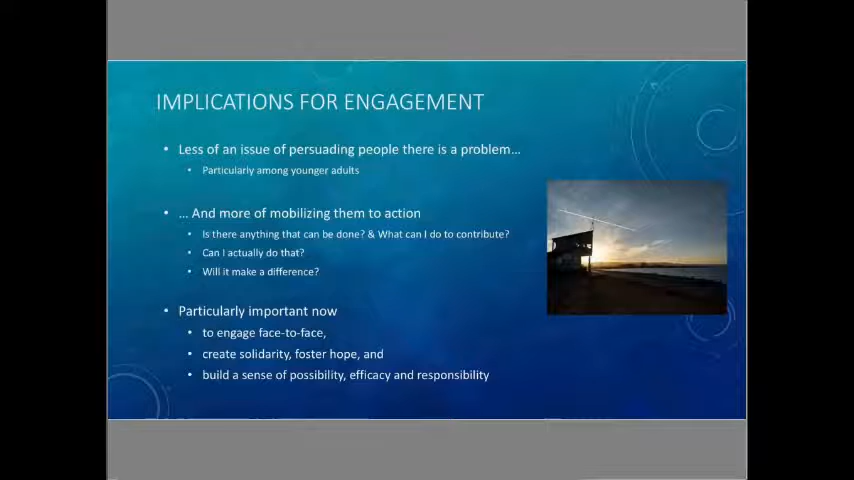 IMPLICATIONS FOR ENGAGEMENT
• Less of an issue of persuading people there is a problem...
• Particularly among younger adults
• ... And more of mobilizing them to action
• Is there anything that can be done? & What can I do to contribute?
• Can I actually do that?
• Will it make a difference?
• Particularly important now
• to engage face-to-face,
• create solidarity, foster hope, and
• build a sense of possibility, efficacy and responsibility